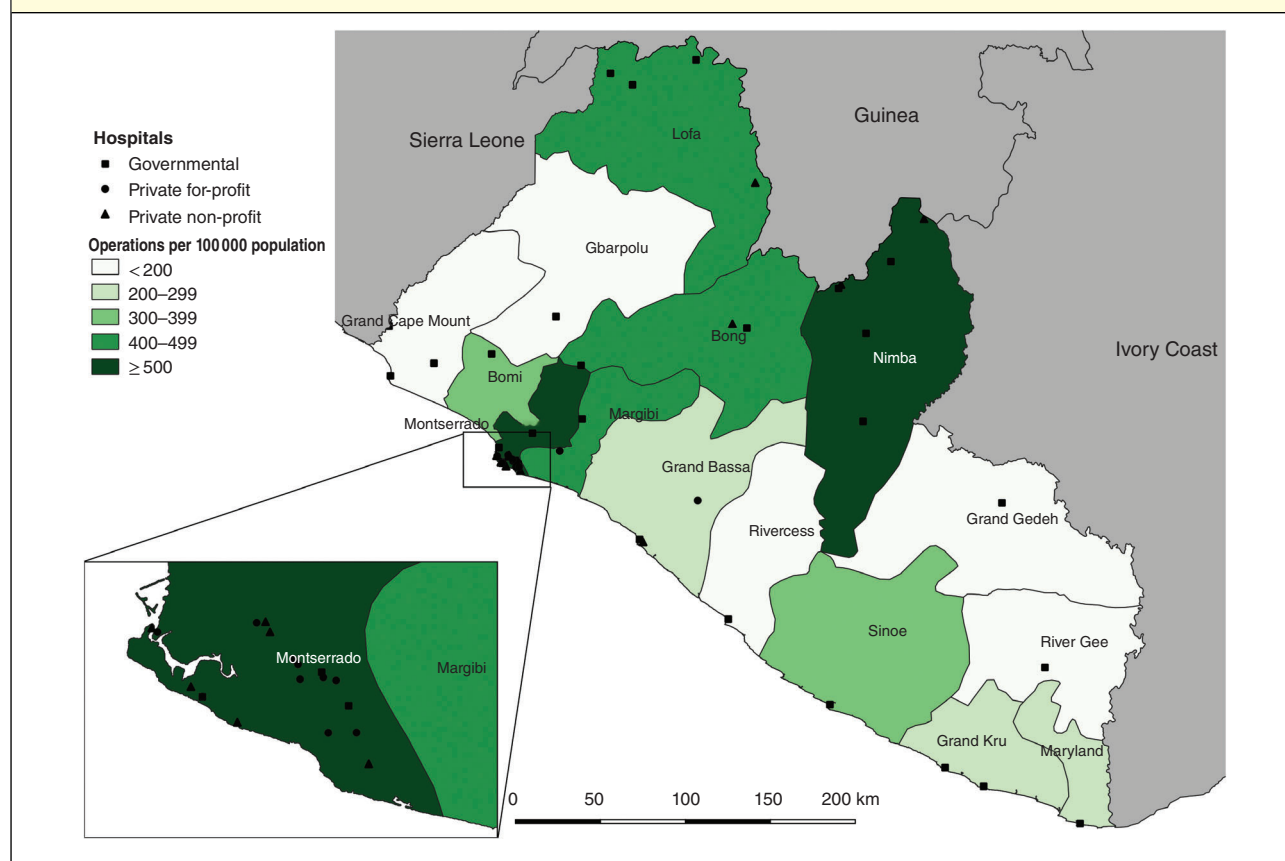 Hospitals
Governmental
Private for-profit
Private non-profit
Operations per 100 000 population
< 200
200–299
300–399
400–499
≥ 500
Sierra Leone
Guinea
Ivory Coast
Lofa
Gbarpolu
Grand Cape Mount
Bomi
Bong
Nimba
Montserrado
Margibi
Grand Bassa
Rivercess
Grand Gedeh
Sinoe
River Gee
Grand Kru
Maryland
Montserrado
Margibi
0 50 100 150 200 km